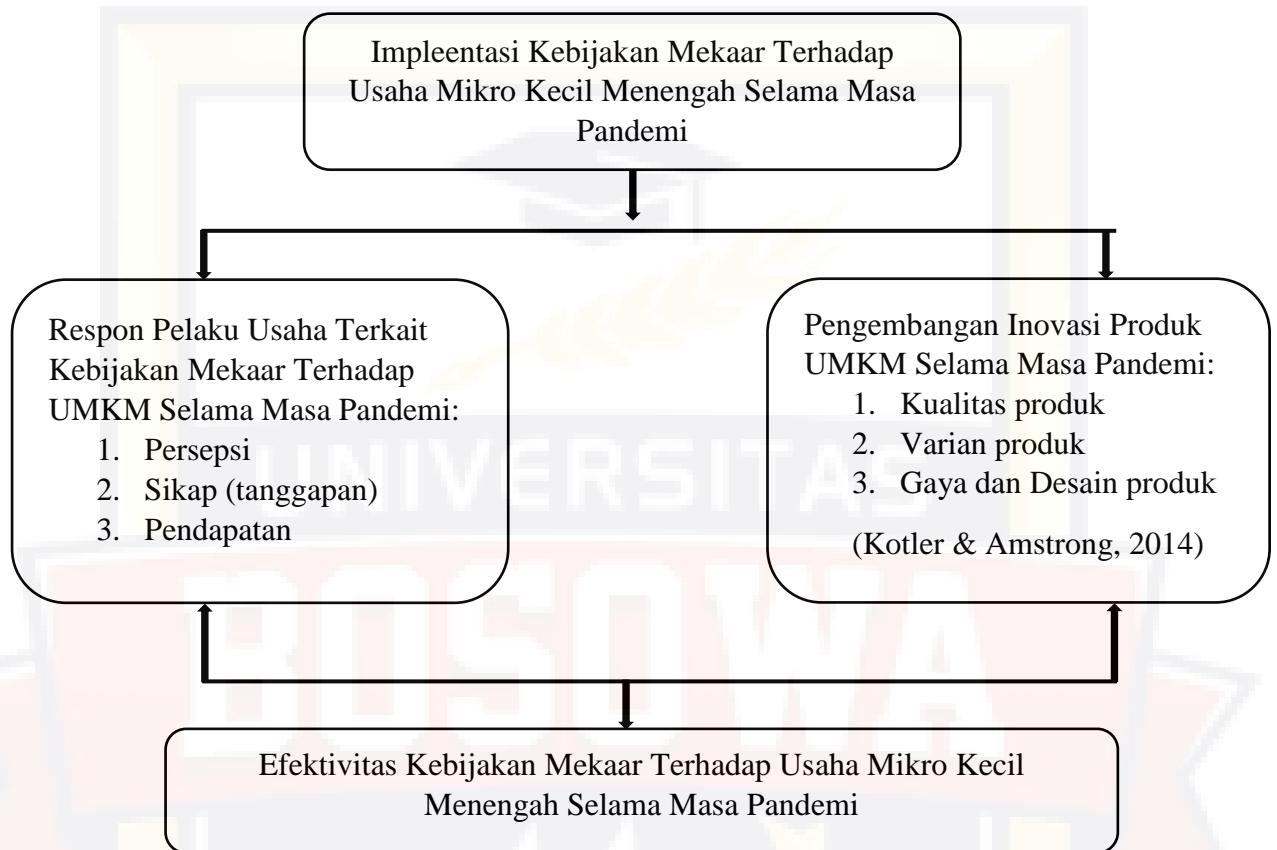 Impleentasi Kebijakan Mekaar Terhadap
Usaha Mikro Kecil Menengah Selama Masa
Pandemi
Respon Pelaku Usaha Terkait
Kebijakan Mekaar Terhadap
UMKM Selama Masa Pandemi:
1. Persepsi
2. Sikap (tanggapan)
3. Pendapatan
Pengembangan Inovasi Produk
UMKM Selama Masa Pandemi:
1. Kualitas produk
2. Varian produk
3. Gaya dan Desain produk
(Kotler & Amstrong, 2014)
UNIVERSITAS
BOSOWA
Efektivitas Kebijakan Mekaar Terhadap Usaha Mikro Kecil
Menengah Selama Masa Pandemi